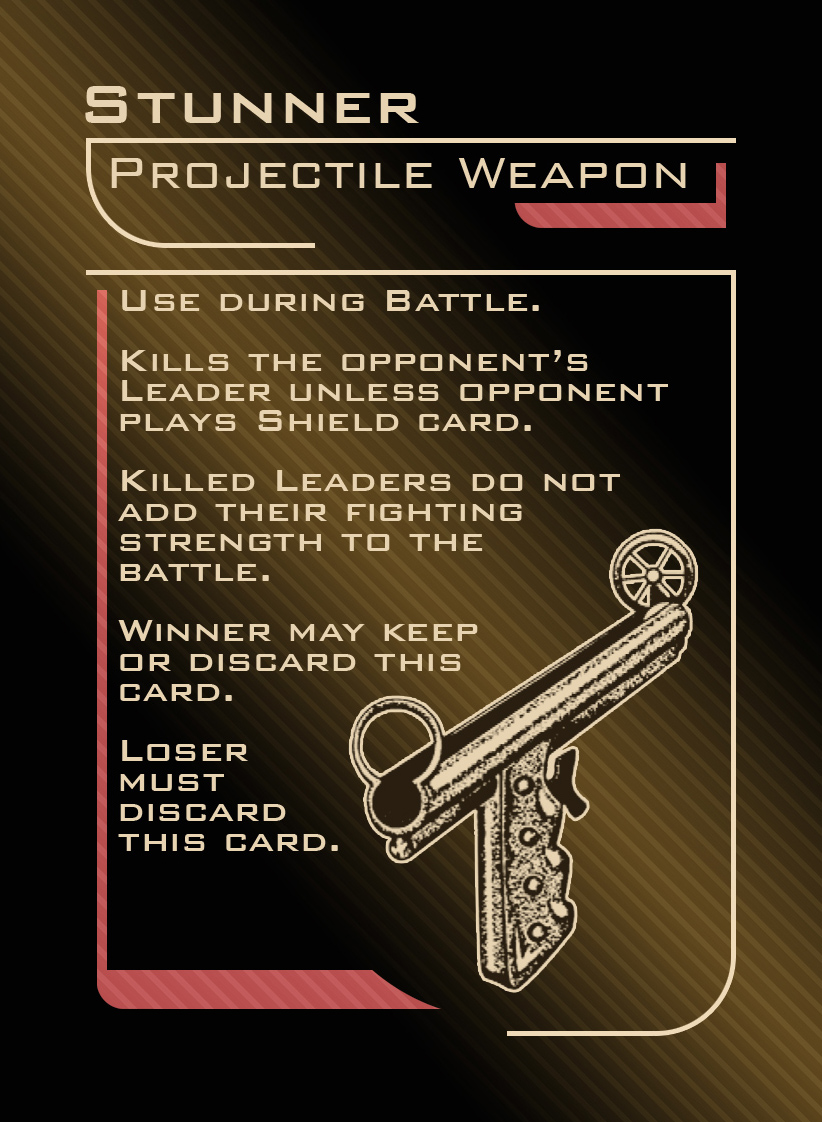 Stunner
Projectile Weapon
Use during Battle.
Kills the opponent's
Leader unless opponent
plays Shield card.
Killed Leaders do not
add their fighting
strength to the
battle.
Winner may keep
or discard this
card.
Loser
must
discard
this card.